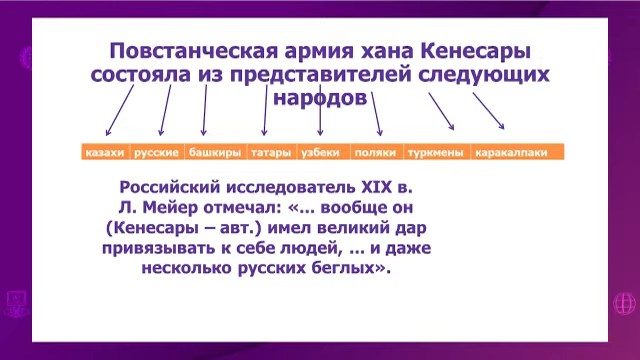 Повстанческая армия хана Кенесары
состояла из представителей следующих
народов
казахи русские башкиры татары узбеки поляки туркмены каракалпаки
Российский исследователь XIX в.
Л. Мейер отмечал: «... вообще он
(Кенесары – авт.) имел великий дар
привязывать к себе людей, ... и даже
несколько русских беглых».